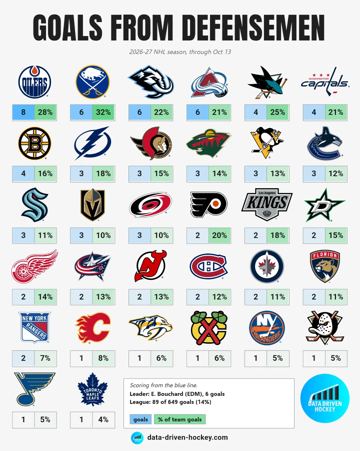 GOALS FROM DEFENSEMEN
2026-27 NHL season, through Oct 13
OILERS
capitals
8 28% 6 32% 6 22% 6 21% 4 25% 4 21%
4 16% 3 18% 3 15% 3 14% 3 13% 3 12%
LOS ANGELES
KINGS
3 11% 3 10% 3 10% 2 20% 2 18% 2 15%
FLORIDA
2 14% 2 13% 2 13% 2 12% 2 11% 2 11%
NEW YORK
RANGERS
2 7% 1 8% 1 6% 1 6% 1 5% 1 5%
TORONTO
MAPLE
LEAFS
1 5% 1 4%
Scoring from the blue line.
Leader: E. Bouchard (EDM), 6 goals
League: 89 of 649 goals (14%)
goals % of team goals
DATA DRIVEN
HOCKEY
data-driven-hockey.com